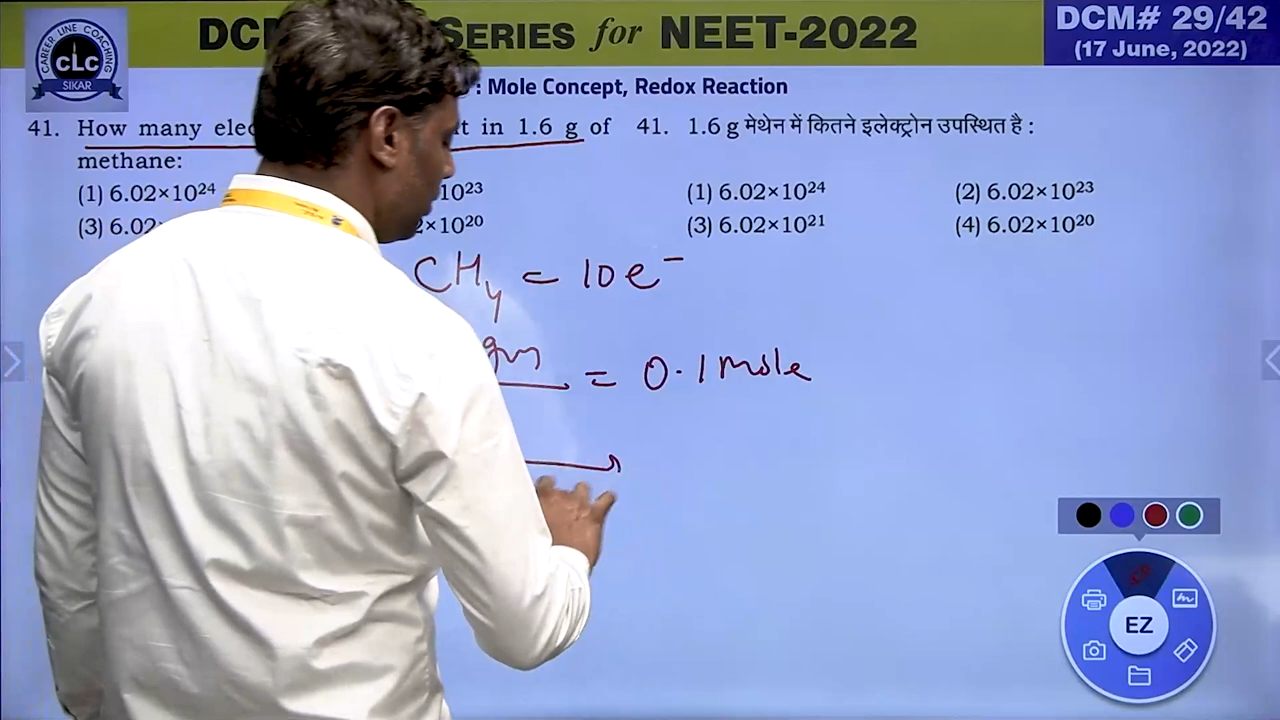 DCM SERIES for NEET-2022
DCM# 29/42
(17 June, 2022)
CAREER LINE COACHING
CLC
SIKAR
: Mole Concept, Redox Reaction
41. How many in 1.6 g of
methane:
(1) 6.02×10²⁴ 10²³
(3) 6.02 ×10²⁰
41. 1.6 g मेथेन में कितने इलेक्ट्रोन उपस्थित है :
(1) 6.02×10²⁴ (2) 6.02×10²³
(3) 6.02×10²¹ (4) 6.02×10²⁰
CH₄ = 10e⁻
gm = 0.1 mole
EZ